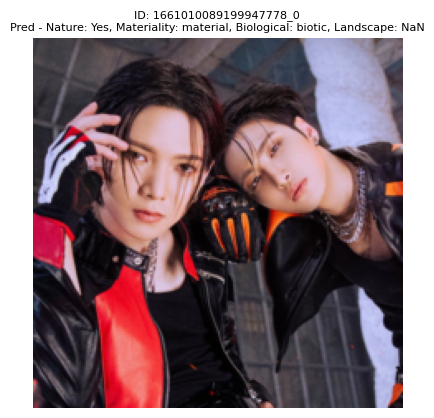 ID: 1661010089199947778_0
Pred - Nature: Yes, Materiality: material, Biological: biotic, Landscape: NaN